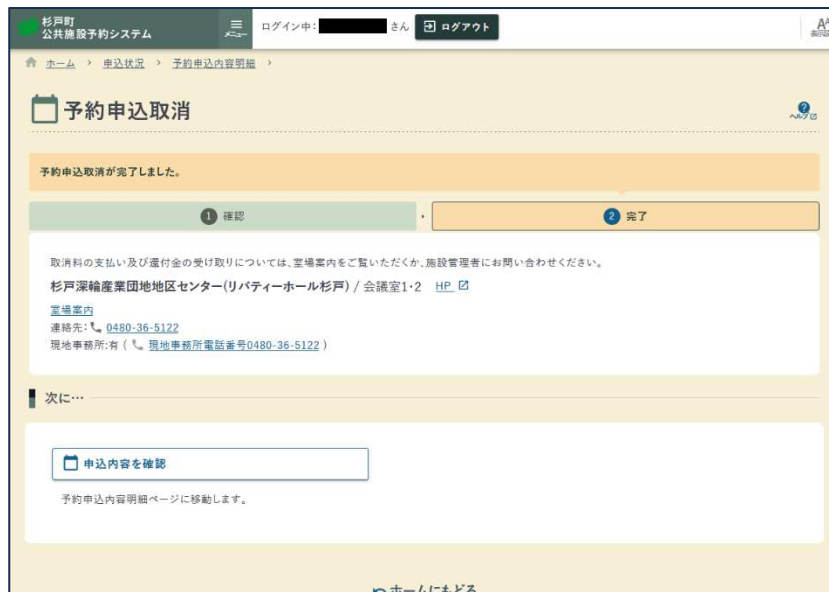 杉戸町
公共施設予約システム
メニュー
ログイン中: さん
ログアウト
ホーム > 申込状況 > 予約申込内容明細 >
予約申込取消
ヘルプ
予約申込取消が完了しました。
1 確認
2 完了
取消料の支払い及び還付金の受け取りについては、室場案内をご覧いただくか、施設管理者にお問い合わせください。
杉戸深輪産業団地地区センター(リバティーホール杉戸) / 会議室1・2 HP
室場案内
連絡先: 0480-36-5122
現地事務所:有 ( 現地事務所電話番号0480-36-5122 )
次に…
申込内容を確認
予約申込内容明細ページに移動します。
ホームにもどる